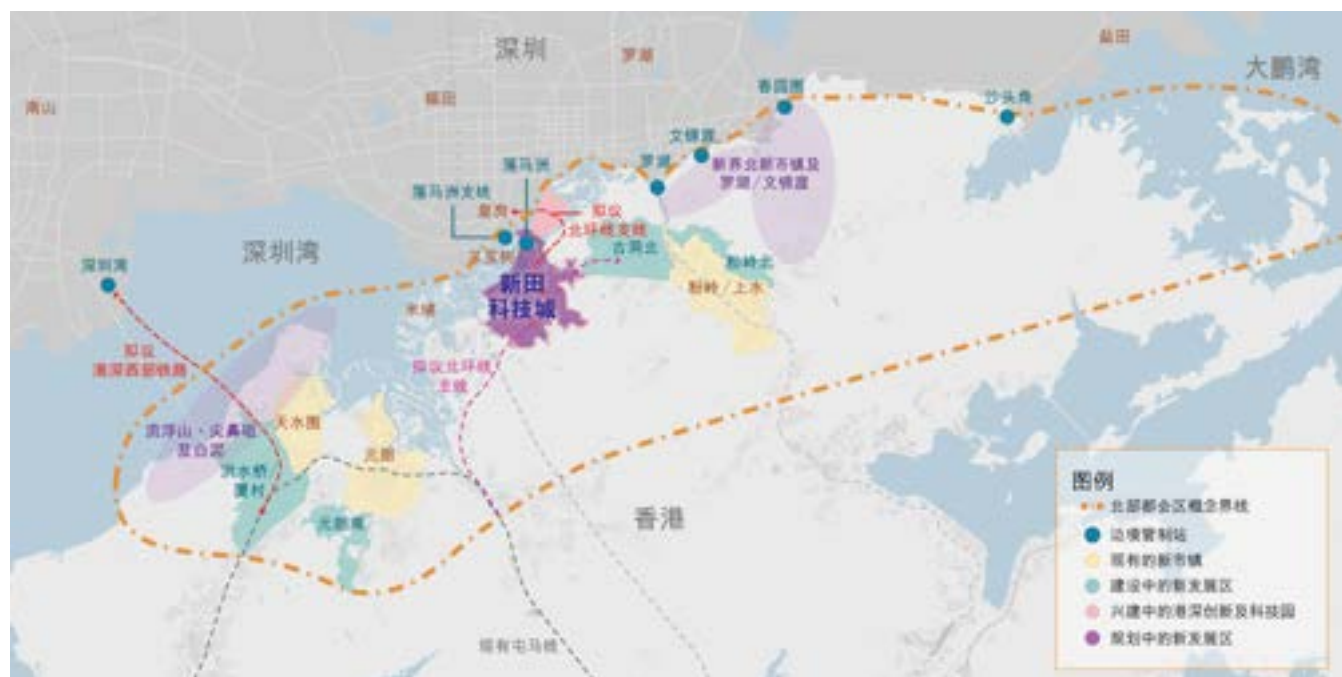 深圳
罗湖
盐田
大鹏湾
南山
福田
香园围
沙头角
文锦渡
罗湖
新界北新市镇及
罗湖/文锦渡
落马洲
落马洲支线
皇岗
拟议
北环线支线
古洞北
粉岭北
粉岭/上水
深圳湾
深圳湾
新田
科技城
米埔
拟议
港深西部铁路
拟议北环线
主线
天水围
流浮山、尖鼻咀
及白泥
元朗
洪水桥
厦村
元朗南
香港
现有屯马线
图例
北部都会区概念界线
边境管制站
现有的新市镇
建设中的新发展区
兴建中的港深创新及科技园
规划中的新发展区